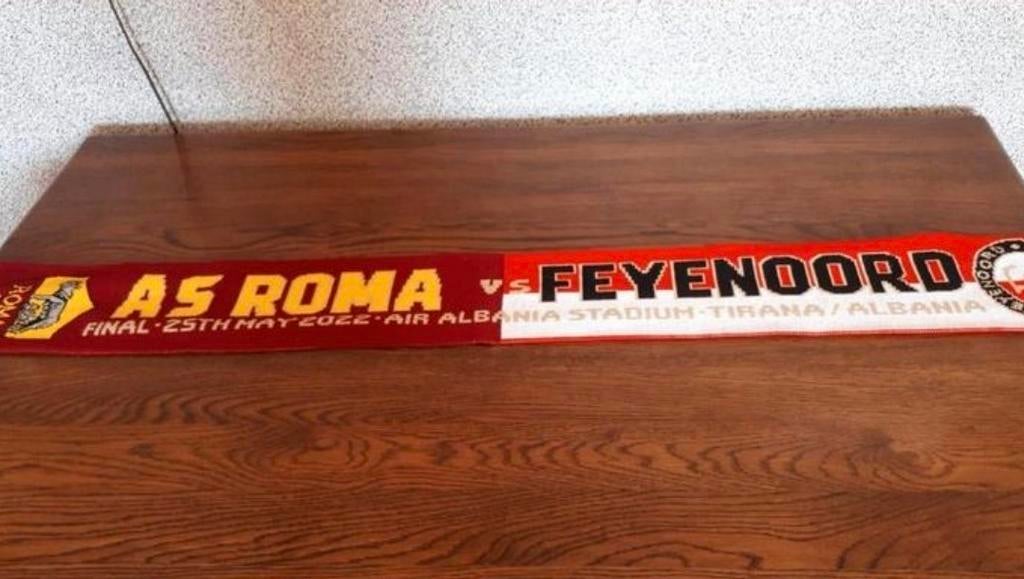 AS ROMA vs FEYENOORD
FINAL·25TH MAY 2022·AIR ALBANIA STADIUM·TIRANA / ALBANIA